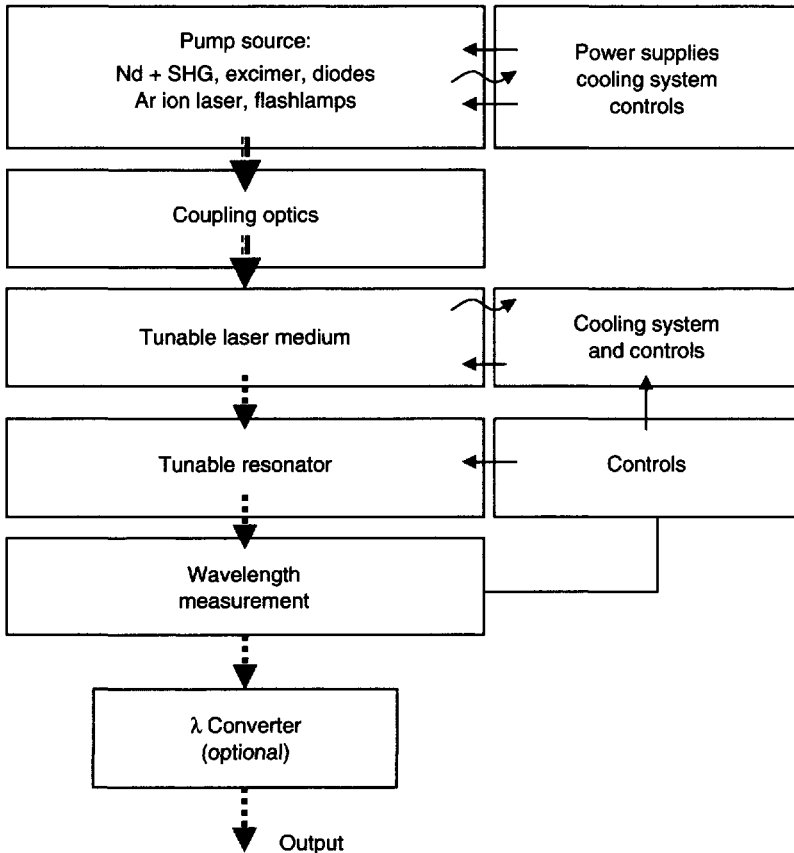 Pump source:
Nd + SHG, excimer, diodes
Ar ion laser, flashlamps
Power supplies
cooling system
controls
Coupling optics
Tunable laser medium
Cooling system
and controls
Tunable resonator
Controls
Wavelength
measurement
λ Converter
(optional)
Output